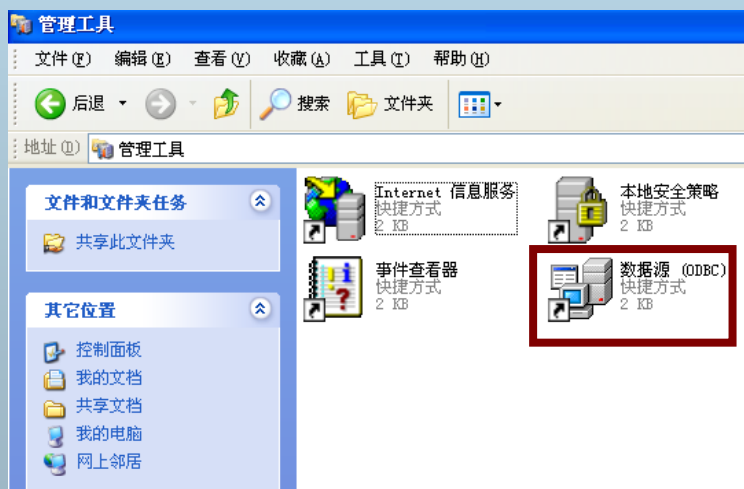 管理工具
文件(F) 编辑(E) 查看(V) 收藏(A) 工具(T) 帮助(H)
后退 搜索 文件夹
地址(D) 管理工具
文件和文件夹任务
共享此文件夹
其它位置
控制面板
我的文档
共享文档
我的电脑
网上邻居
Internet 信息服务
快捷方式
2 KB
本地安全策略
快捷方式
2 KB
事件查看器
快捷方式
2 KB
数据源 (ODBC)
快捷方式
2 KB